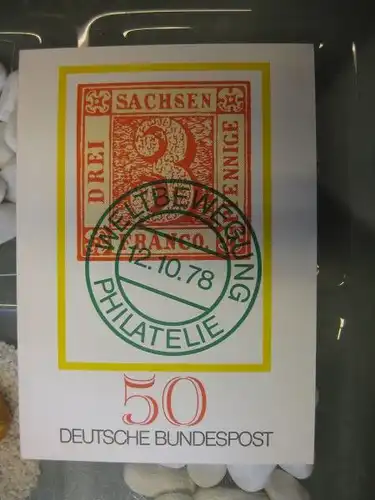 SACHSEN
DREI
3
PFENNIGE
FRANCO.
WELTBEWEGUNG
12.10.78
PHILATELIE
50
DEUTSCHE BUNDESPOST